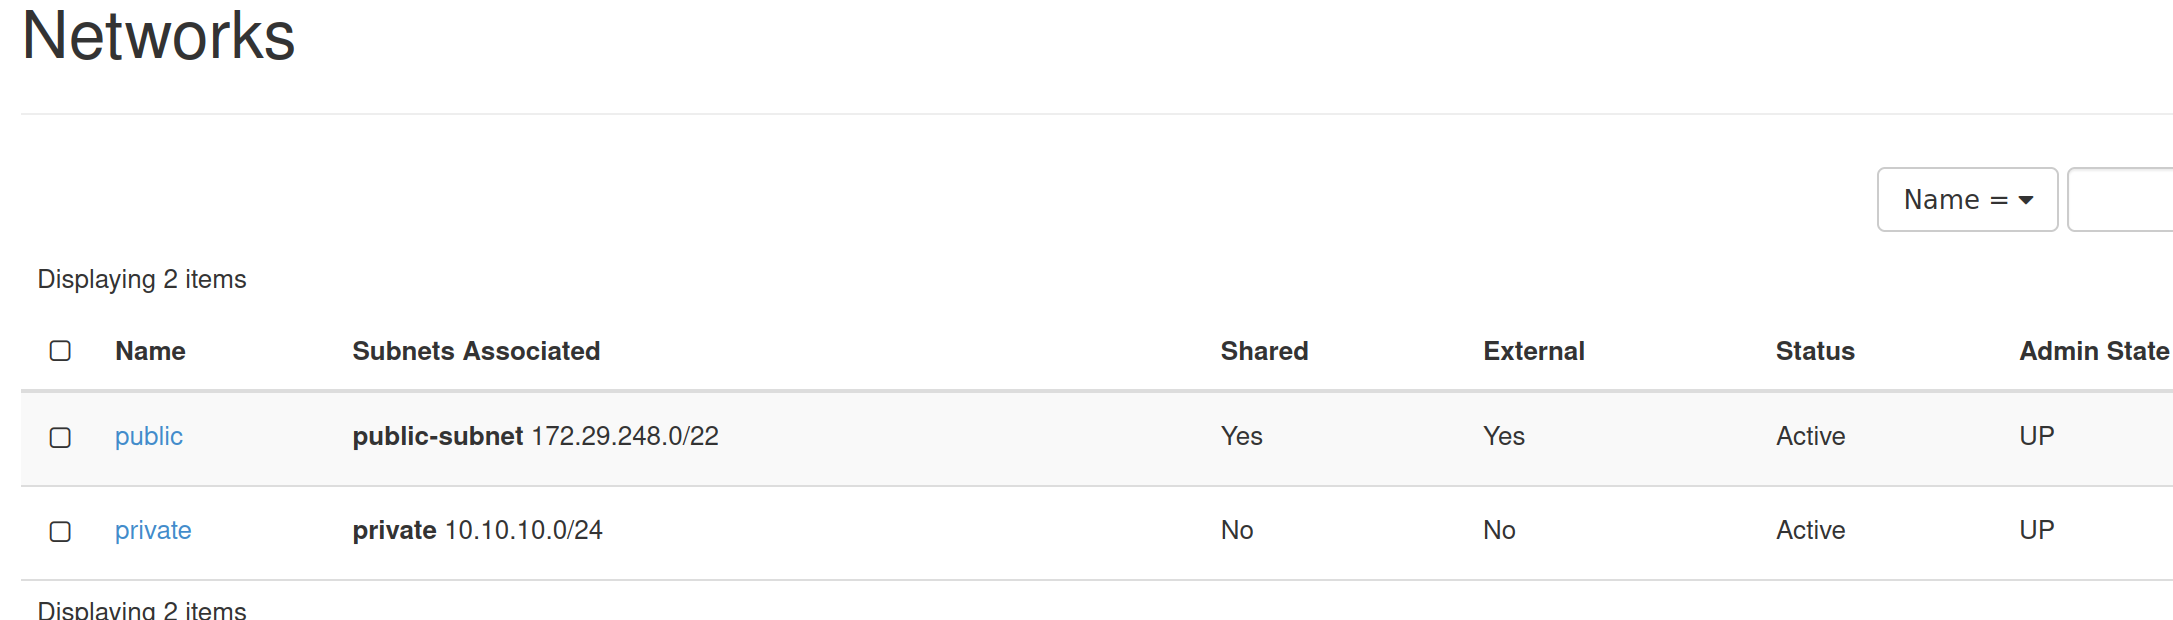 Networks
Name =
Displaying 2 items
Name Subnets Associated Shared External Status Admin State
public public-subnet 172.29.248.0/22 Yes Yes Active UP
private private 10.10.10.0/24 No No Active UP
Displaying 2 items